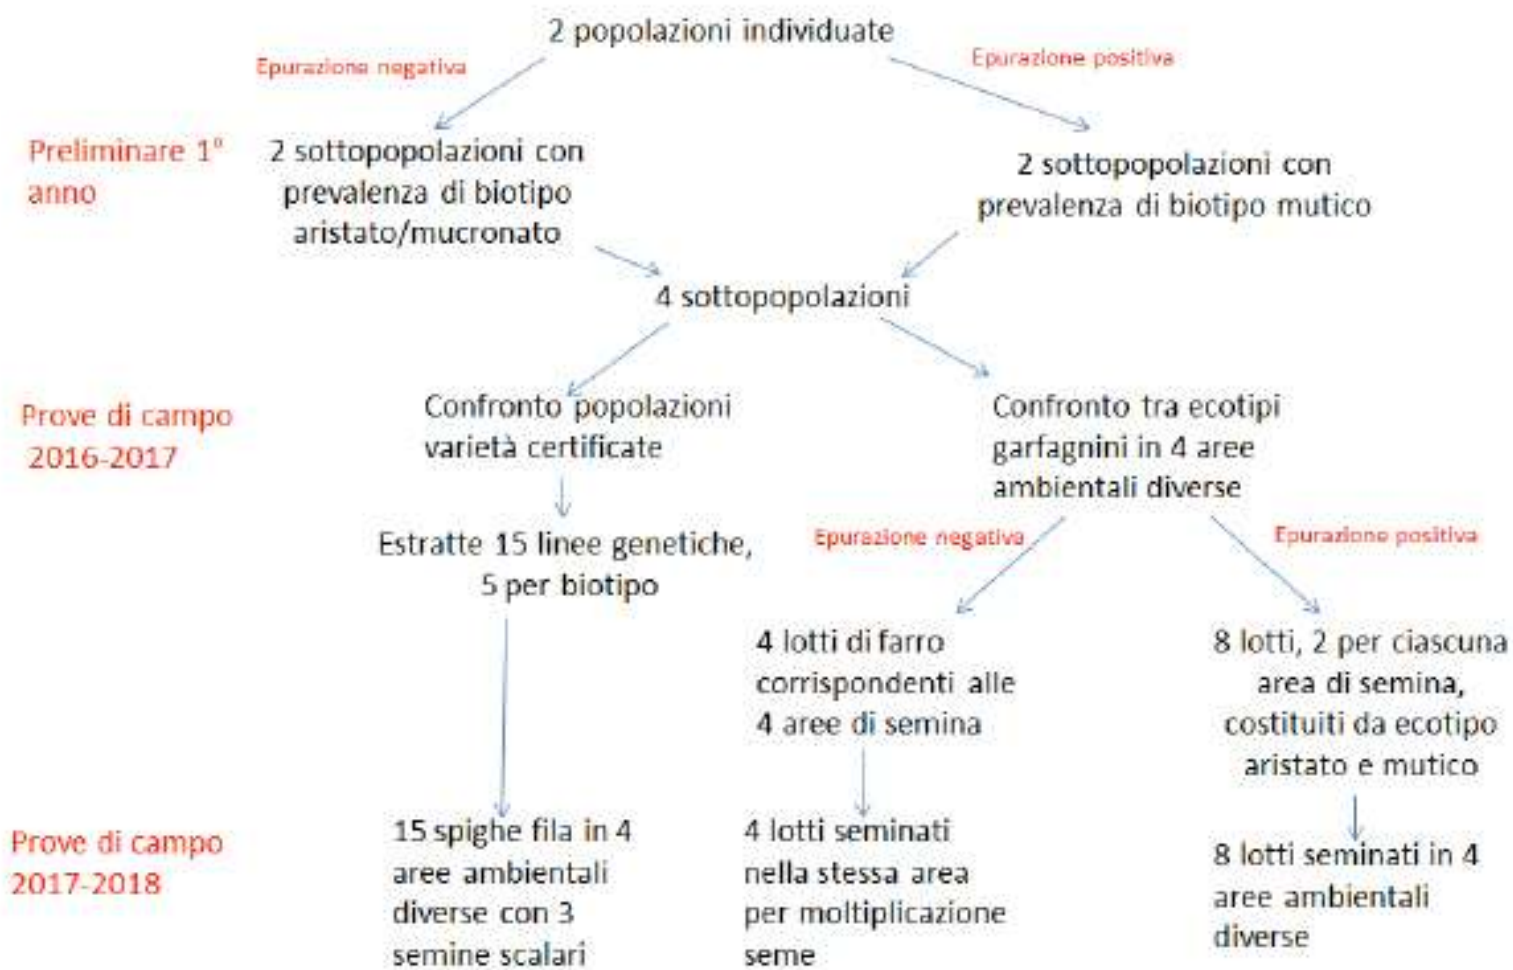 2 popolazioni individuate
Epurazione negativa
Epurazione positiva
Preliminare 1°
anno
2 sottopopolazioni con
prevalenza di biotipo
aristato/mucronato
2 sottopopolazioni con
prevalenza di biotipo mutico
4 sottopopolazioni
Prove di campo
2016-2017
Confronto popolazioni
varietà certificate
Confronto tra ecotipi
garfagnini in 4 aree
ambientali diverse
Estratte 15 linee genetiche,
5 per biotipo
Epurazione negativa
Epurazione positiva
4 lotti di farro
corrispondenti alle
4 aree di semina
8 lotti, 2 per ciascuna
area di semina,
costituiti da ecotipo
aristato e mutico
Prove di campo
2017-2018
15 spighe fila in 4
aree ambientali
diverse con 3
semine scalari
4 lotti seminati
nella stessa area
per moltiplicazione
seme
8 lotti seminati in 4
aree ambientali
diverse